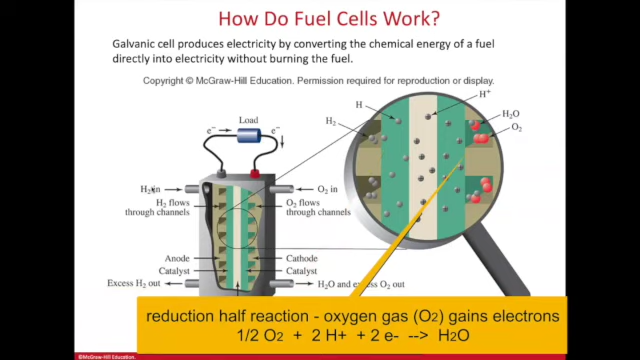 How Do Fuel Cells Work?
Galvanic cell produces electricity by converting the chemical energy of a fuel
directly into electricity without burning the fuel.
Copyright © McGraw-Hill Education. Permission required for reproduction or display.
H⁺
H
H₂O
O₂
H₂
Load
e⁻
e⁻
H₂ in
O₂ in
H₂ flows
through channels
O₂ flows
through channels
Anode
Cathode
Catalyst
Catalyst
Excess H₂ out
H₂O and excess O₂ out
reduction half reaction - oxygen gas (O2) gains electrons
1/2 O2 + 2 H+ + 2 e- --> H2O
© McGraw-Hill Education.